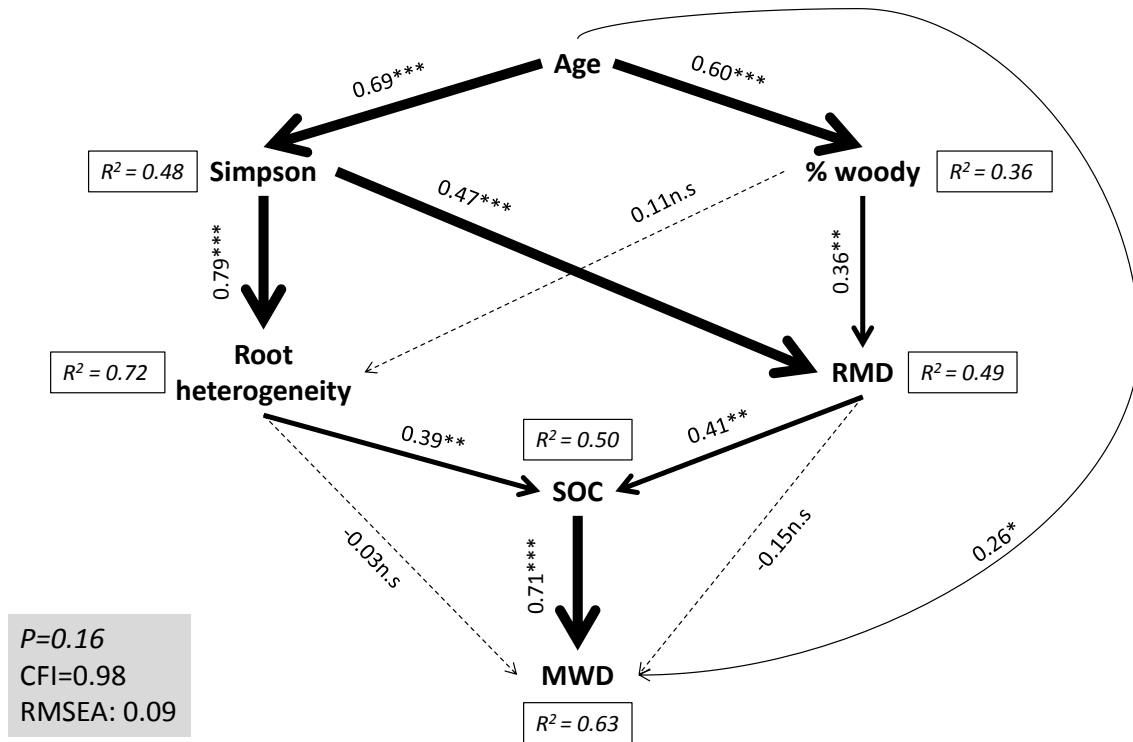 Age
0.69***
0.60***
R² = 0.48
Simpson
% woody
R² = 0.36
0.47***
0.11n.s
0.79***
0.36**
R² = 0.72
Root
heterogeneity
RMD
R² = 0.49
0.39**
R² = 0.50
0.41**
SOC
-0.03n.s
0.71***
-0.15n.s
0.26*
P=0.16
CFI=0.98
RMSEA: 0.09
MWD
R² = 0.63